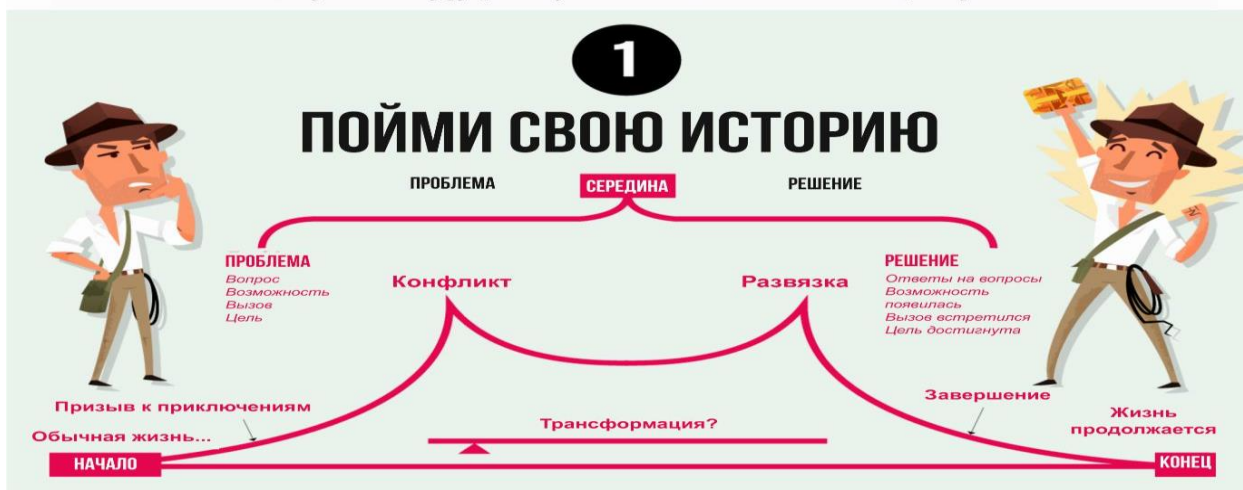 1
ПОЙМИ СВОЮ ИСТОРИЮ
ПРОБЛЕМА
СЕРЕДИНА
РЕШЕНИЕ
ПРОБЛЕМА
Вопрос
Возможность
Вызов
Цель
Конфликт
Развязка
РЕШЕНИЕ
Ответы на вопросы
Возможность
появилась
Вызов встретился
Цель достигнута
Призыв к приключениям
Обычная жизнь...
НАЧАЛО
Трансформация?
Завершение
Жизнь
продолжается
КОНЕЦ